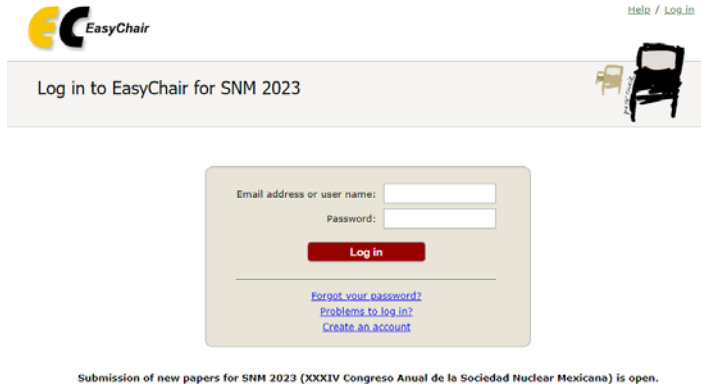 Help / Log in
EC EasyChair
Log in to EasyChair for SNM 2023
Email address or user name:
Password:
Log in
Forgot your password?
Problems to log in?
Create an account
Submission of new papers for SNM 2023 (XXXIV Congreso Anual de la Sociedad Nuclear Mexicana) is open.